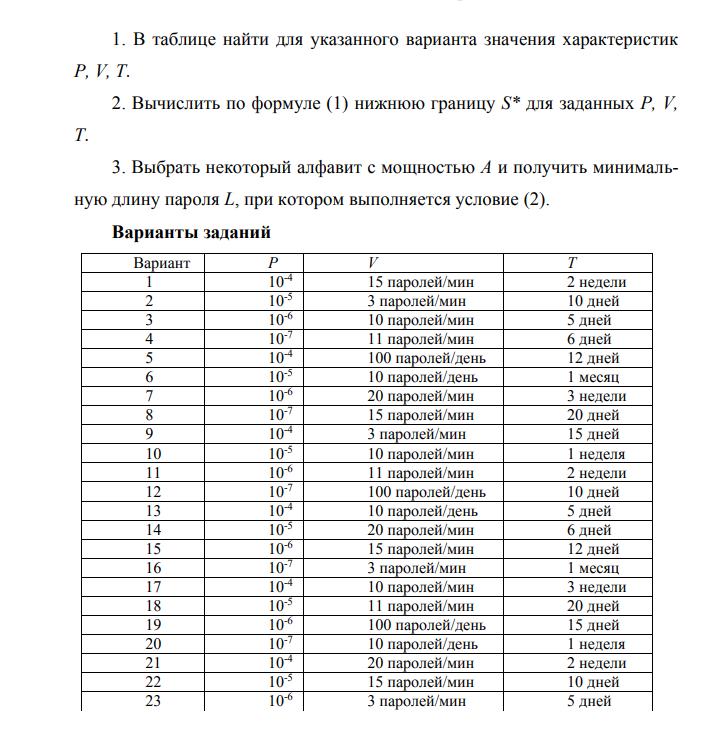 1. В таблице найти для указанного варианта значения характеристик
P, V, T.
2. Вычислить по формуле (1) нижнюю границу S* для заданных P, V,
T.
3. Выбрать некоторый алфавит с мощностью A и получить минималь-
ную длину пароля L, при котором выполняется условие (2).
Варианты заданий
Вариант P V T
1 10⁻⁴ 15 паролей/мин 2 недели
2 10⁻⁵ 3 паролей/мин 10 дней
3 10⁻⁶ 10 паролей/мин 5 дней
4 10⁻⁷ 11 паролей/мин 6 дней
5 10⁻⁴ 100 паролей/день 12 дней
6 10⁻⁵ 10 паролей/день 1 месяц
7 10⁻⁶ 20 паролей/мин 3 недели
8 10⁻⁷ 15 паролей/мин 20 дней
9 10⁻⁴ 3 паролей/мин 15 дней
10 10⁻⁵ 10 паролей/мин 1 неделя
11 10⁻⁶ 11 паролей/мин 2 недели
12 10⁻⁷ 100 паролей/день 10 дней
13 10⁻⁴ 10 паролей/день 5 дней
14 10⁻⁵ 20 паролей/мин 6 дней
15 10⁻⁶ 15 паролей/мин 12 дней
16 10⁻⁷ 3 паролей/мин 1 месяц
17 10⁻⁴ 10 паролей/мин 3 недели
18 10⁻⁵ 11 паролей/мин 20 дней
19 10⁻⁶ 100 паролей/день 15 дней
20 10⁻⁷ 10 паролей/день 1 неделя
21 10⁻⁴ 20 паролей/мин 2 недели
22 10⁻⁵ 15 паролей/мин 10 дней
23 10⁻⁶ 3 паролей/мин 5 дней